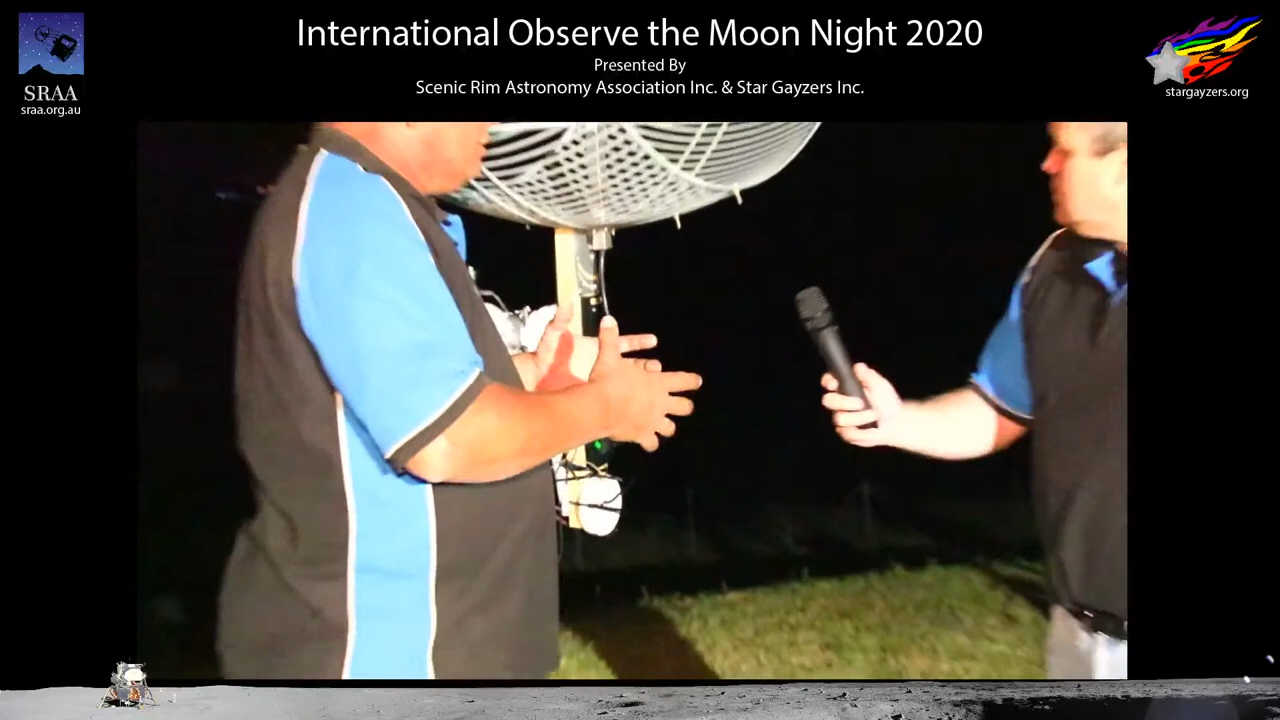 International Observe the Moon Night 2020
Presented By
Scenic Rim Astronomy Association Inc. & Star Gayzers Inc.
SRAA
sraa.org.au
stargayzers.org